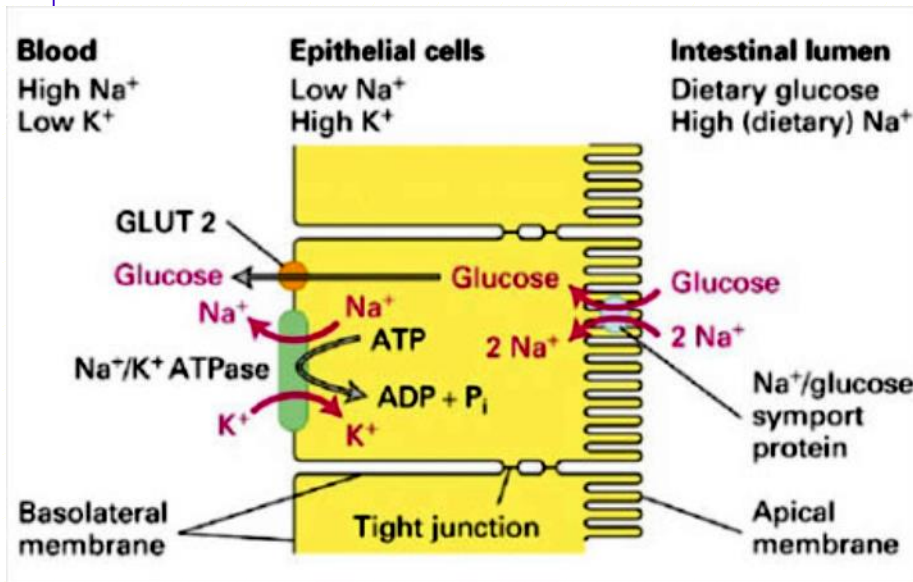 Blood
High Na⁺
Low K⁺
Epithelial cells
Low Na⁺
High K⁺
Intestinal lumen
Dietary glucose
High (dietary) Na⁺
GLUT 2
Glucose
Glucose
Glucose
Na⁺
Na⁺
ATP
2 Na⁺
2 Na⁺
Na⁺/K⁺ ATPase
ADP + Pᵢ
K⁺
K⁺
Na⁺/glucose
symport
protein
Basolateral
membrane
Tight junction
Apical
membrane